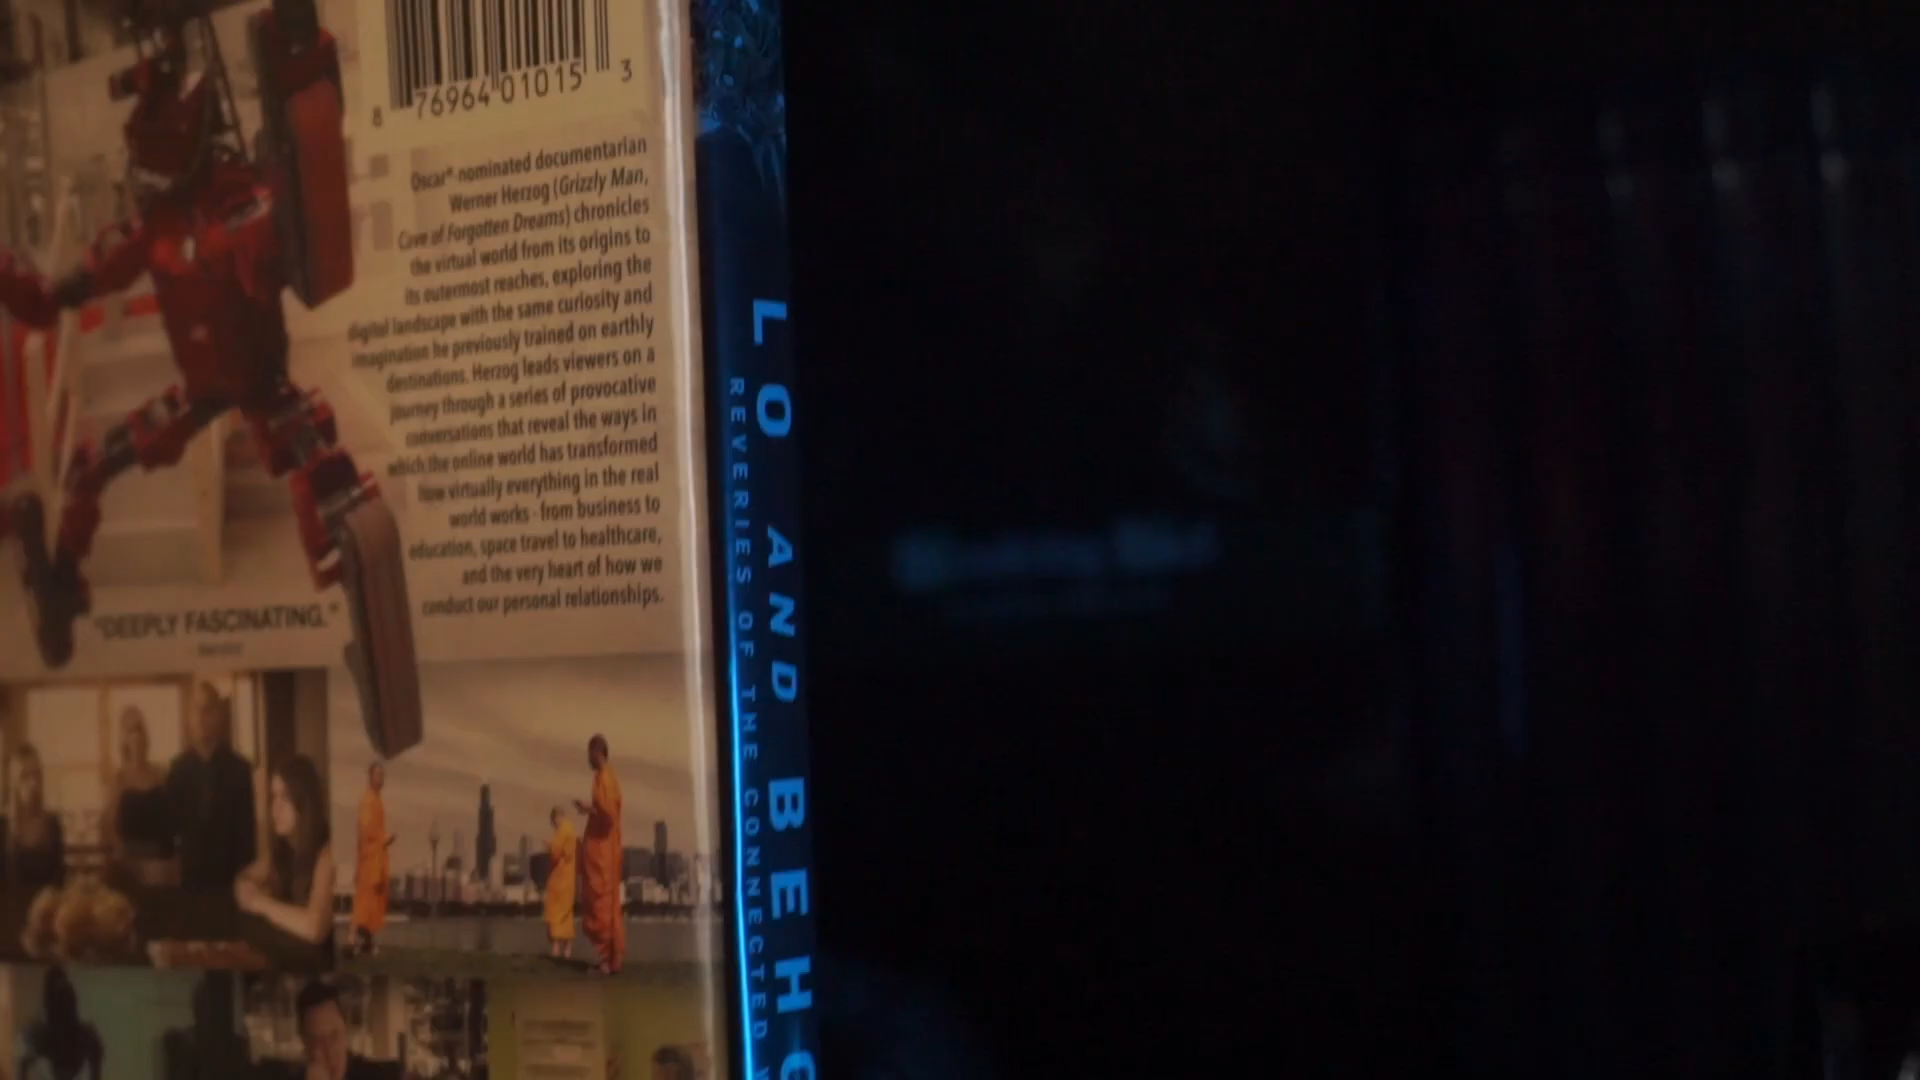 8 76964 01015 3
Oscar®-nominated documentarian
Werner Herzog (Grizzly Man,
Cave of Forgotten Dreams) chronicles
the virtual world from its origins to
its outermost reaches, exploring the
digital landscape with the same curiosity and
imagination he previously trained on earthly
destinations. Herzog leads viewers on a
journey through a series of provocative
conversations that reveal the ways in
which the online world has transformed
how virtually everything in the real
world works - from business to
education, space travel to healthcare,
and the very heart of how we
conduct our personal relationships.
"DEEPLY FASCINATING."
LO AND BEHO
REVERIES OF THE CONNECTED W